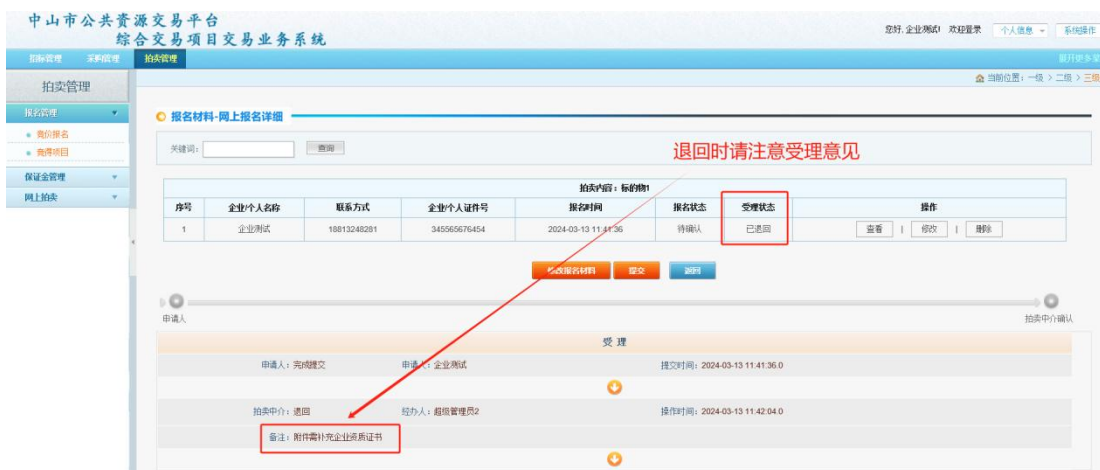 中山市公共资源交易平台
综合交易项目交易业务系统
您好, 企业测试! 欢迎登录 个人信息 系统操作
招标管理 采购管理 拍卖管理 展开更多菜
拍卖管理
当前位置：一级 > 二级 > 三级
报名管理
竞价报名
竞得项目
保证金管理
网上拍卖
报名材料-网上报名详细
关键词： 查询
退回时请注意受理意见
拍卖内容：标的物1
序号 企业/个人名称 联系方式 企业/个人证件号 报名时间 报名状态 受理状态 操作
1 企业测试 18813248281 345565676454 2024-03-13 11:41:36 待确认 已退回 查看 | 修改 | 删除
修改报名材料 提交 返回
申请人 拍卖中介确认
受 理
申请人：完成提交 申请人：企业测试 提交时间：2024-03-13 11:41:36.0
拍卖中介：退回 经办人：超级管理员2 操作时间：2024-03-13 11:42:04.0
备注：附件需补充企业资质证书